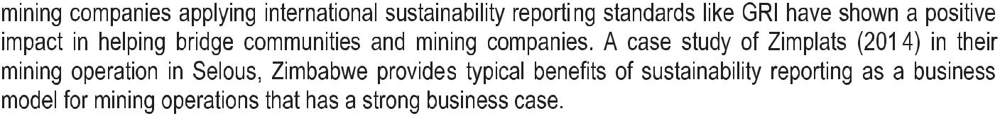 mining companies applying international sustainability reporting standards like GRI have shown a positive
impact in helping bridge communities and mining companies. A case study of Zimplats (2014) in their
mining operation in Selous, Zimbabwe provides typical benefits of sustainability reporting as a business
model for mining operations that has a strong business case.